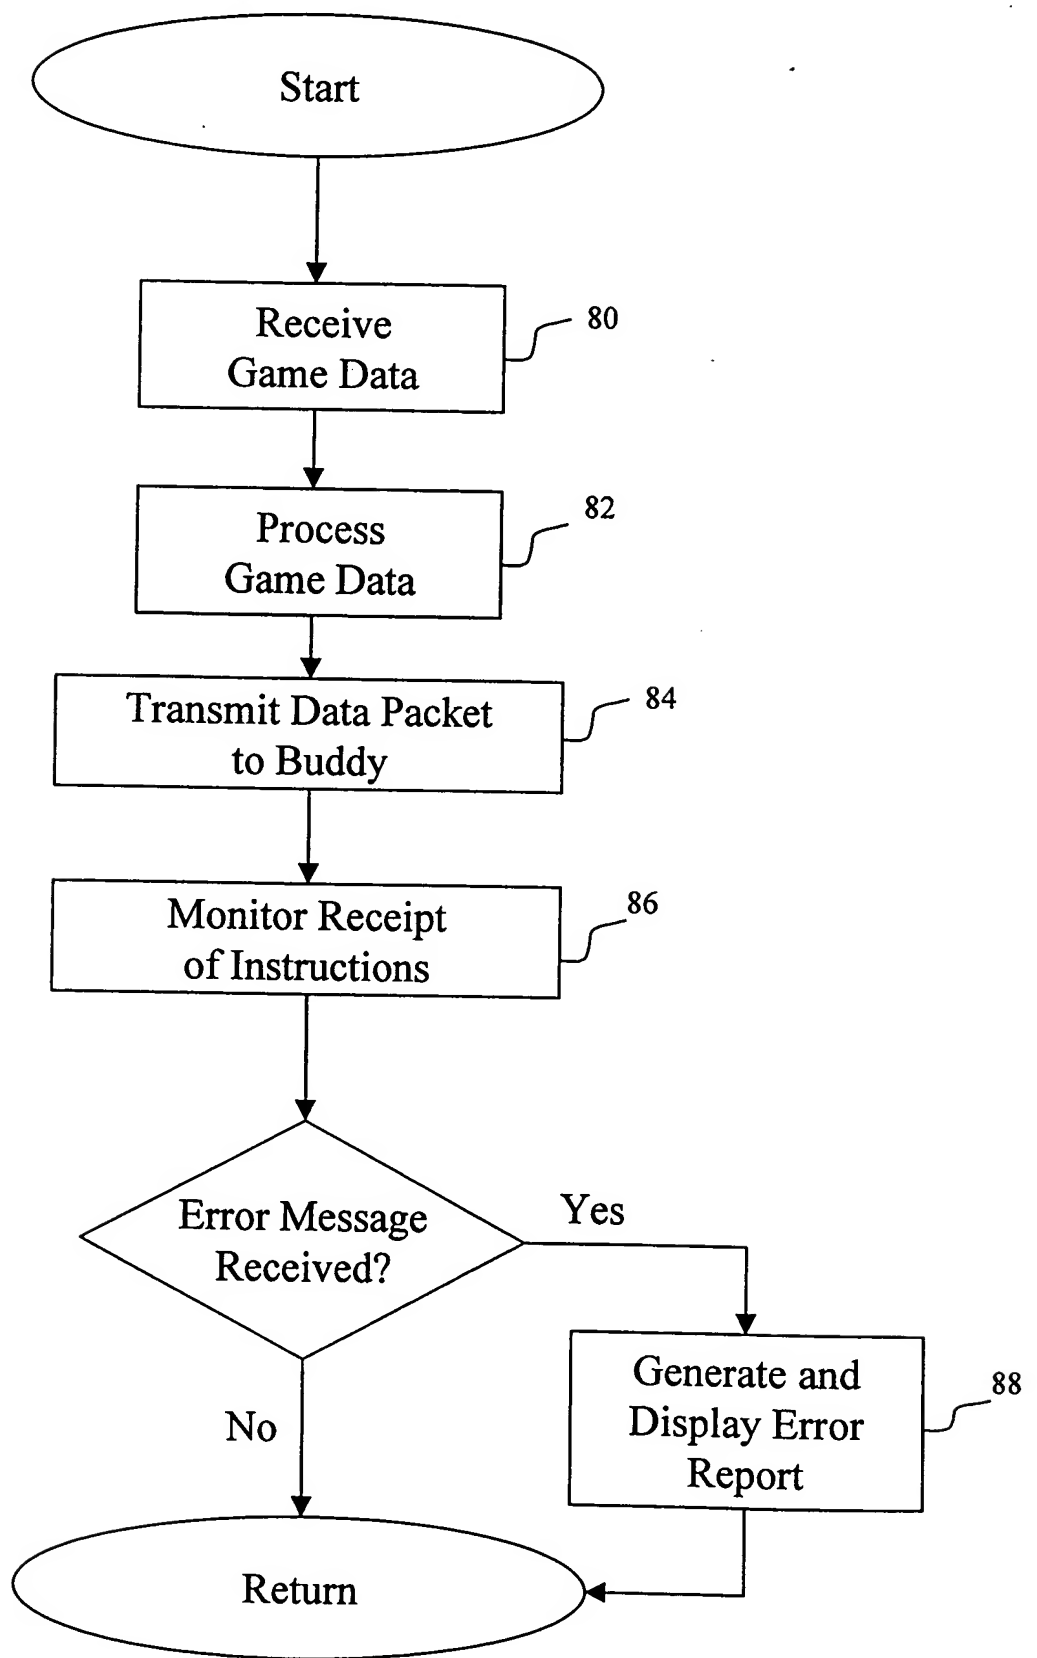 Start
Receive
Game Data
80
Process
Game Data
82
Transmit Data Packet
to Buddy
84
Monitor Receipt
of Instructions
86
Error Message
Received?
Yes
No
Generate and
Display Error
Report
88
Return